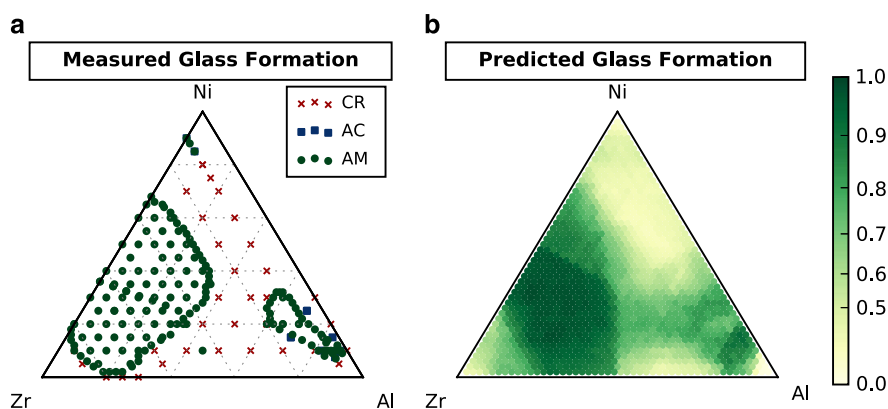 a
Measured Glass Formation
Ni
CR
AC
AM
Zr
Al
b
Predicted Glass Formation
Ni
Zr
Al
1.0
0.9
0.8
0.7
0.6
0.5
0.0